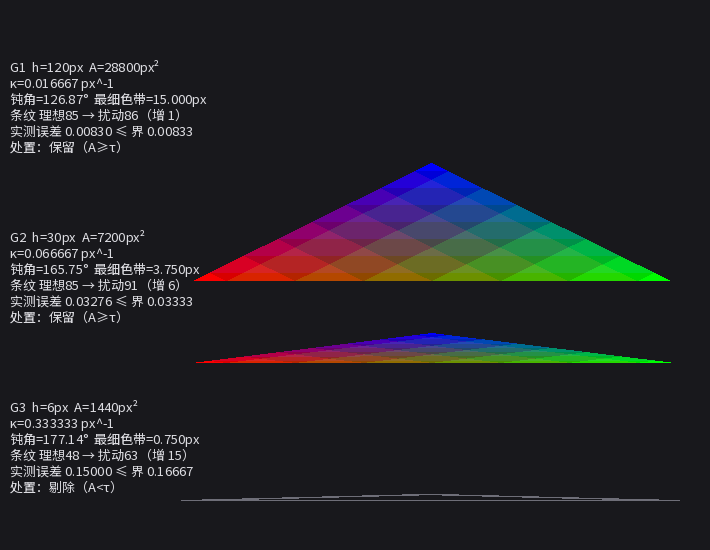 G1 h=120px A=28800px²
κ=0.016667 px^-1
钝角=126.87° 最细色带=15.000px
条纹 理想85 → 扰动86（增 1）
实测误差 0.00830 ≤ 界 0.00833
处置：保留（A≥τ）
G2 h=30px A=7200px²
κ=0.066667 px^-1
钝角=165.75° 最细色带=3.750px
条纹 理想85 → 扰动91（增 6）
实测误差 0.03276 ≤ 界 0.03333
处置：保留（A≥τ）
G3 h=6px A=1440px²
κ=0.333333 px^-1
钝角=177.14° 最细色带=0.750px
条纹 理想48 → 扰动63（增 15）
实测误差 0.15000 ≤ 界 0.16667
处置：剔除（A<τ）